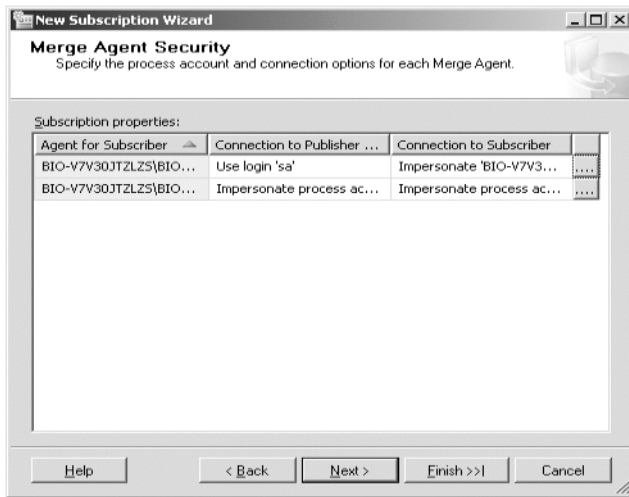 New Subscription Wizard
Merge Agent Security
Specify the process account and connection options for each Merge Agent.
Subscription properties:
Agent for Subscriber Connection to Publisher ... Connection to Subscriber
BIO-V7V30JTZLZS\BIO... Use login 'sa' Impersonate 'BIO-V7V3... ....
BIO-V7V30JTZLZS\BIO... Impersonate process ac... Impersonate process ac... ....
Help < Back Next > Finish >>| Cancel